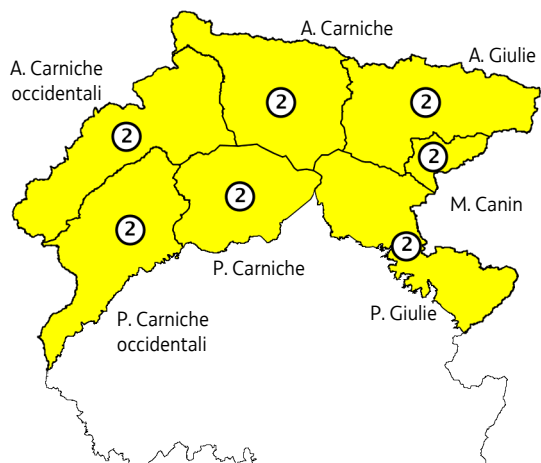 A. Carniche
A. Giulie
A. Carniche
occidentali
2
2
2
2
2
M. Canin
2
2
P. Carniche
P. Giulie
P. Carniche
occidentali